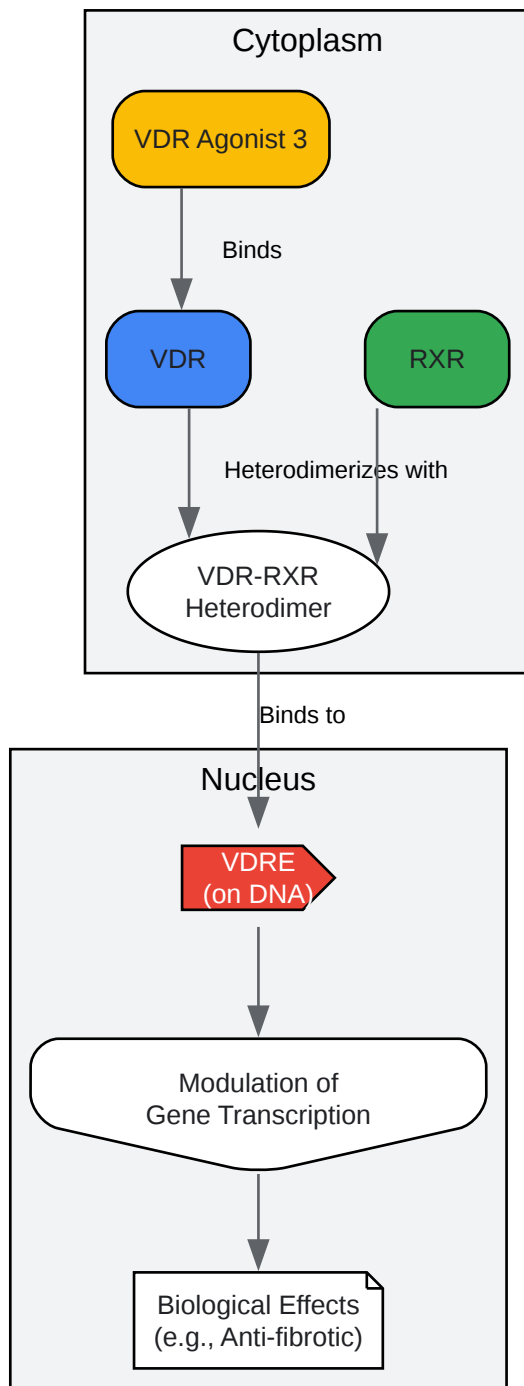 Cytoplasm
VDR Agonist 3
Binds
VDR
RXR
Heterodimerizes with
VDR-RXR
Heterodimer
Binds to
Nucleus
VDRE
(on DNA)
Modulation of
Gene Transcription
Biological Effects
(e.g., Anti-fibrotic)